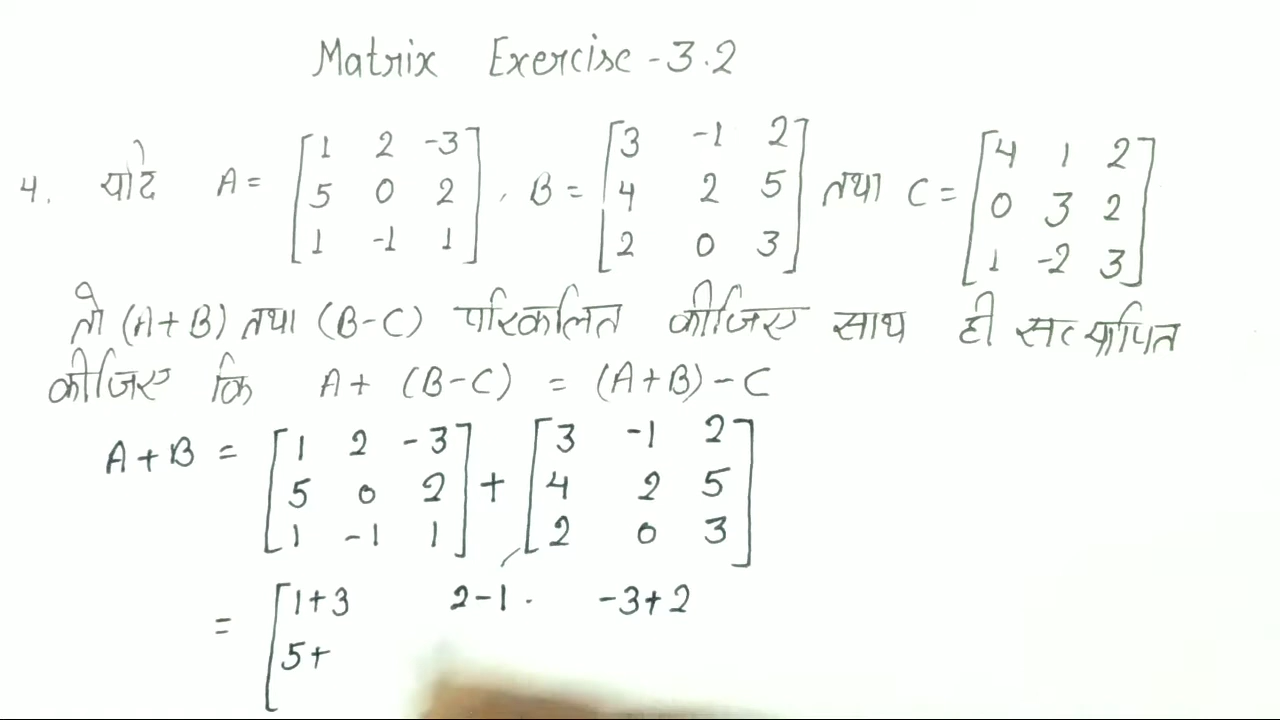 Matrix Exercise - 3.2
4. यदि A = [1 2 -3 , B = [3 -1 2 तथा C = [4 1 2
5 0 2 4 2 5 0 3 2
1 -1 1] 2 0 3] 1 -2 3]
तो (A+B) तथा (B-C) परिकलित कीजिए साथ ही सत्यापित
कीजिए कि A + (B-C) = (A+B) - C
A+B = [1 2 -3 + [3 -1 2
5 0 2 4 2 5
1 -1 1] 2 0 3]
= [1+3 2-1 -3+2
5+